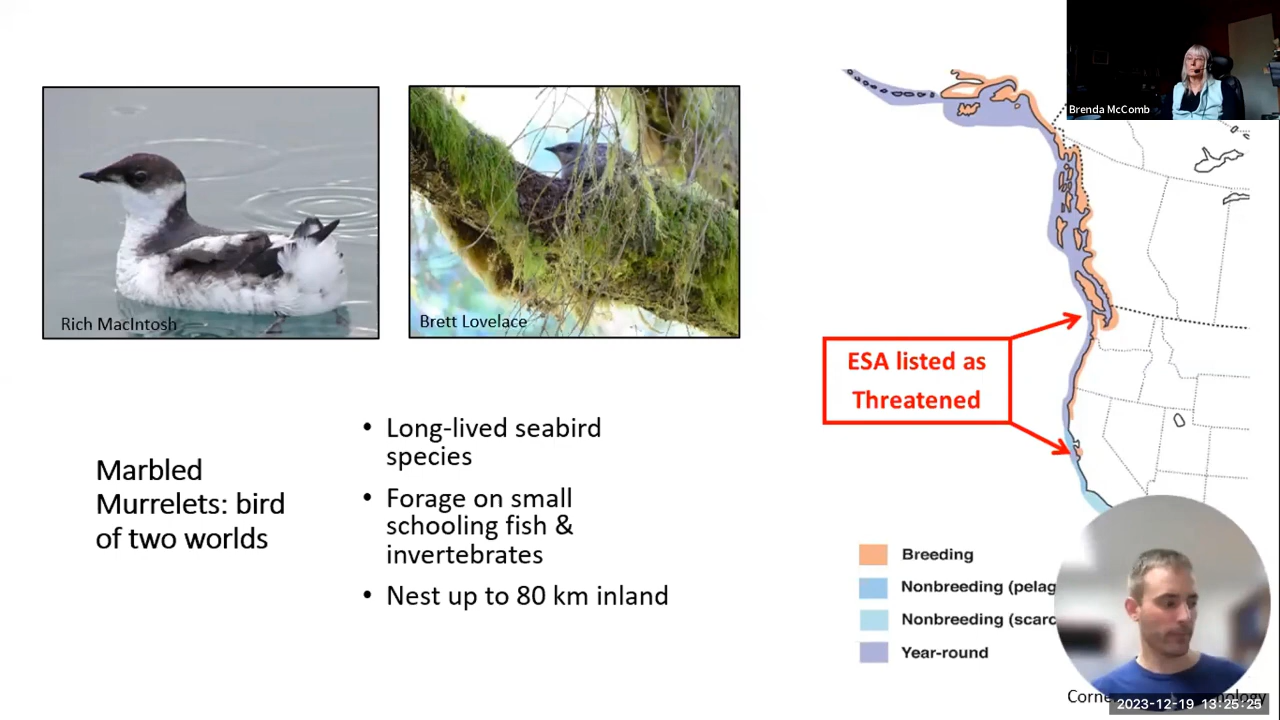 Brenda McComb
Rich MacIntosh
Brett Lovelace
ESA listed as
Threatened
Marbled
Murrelets: bird
of two worlds
• Long-lived seabird
species
• Forage on small
schooling fish &
invertebrates
• Nest up to 80 km inland
Breeding
Nonbreeding (pelag
Nonbreeding (scarc
Year-round
2023-12-19 13:25:25